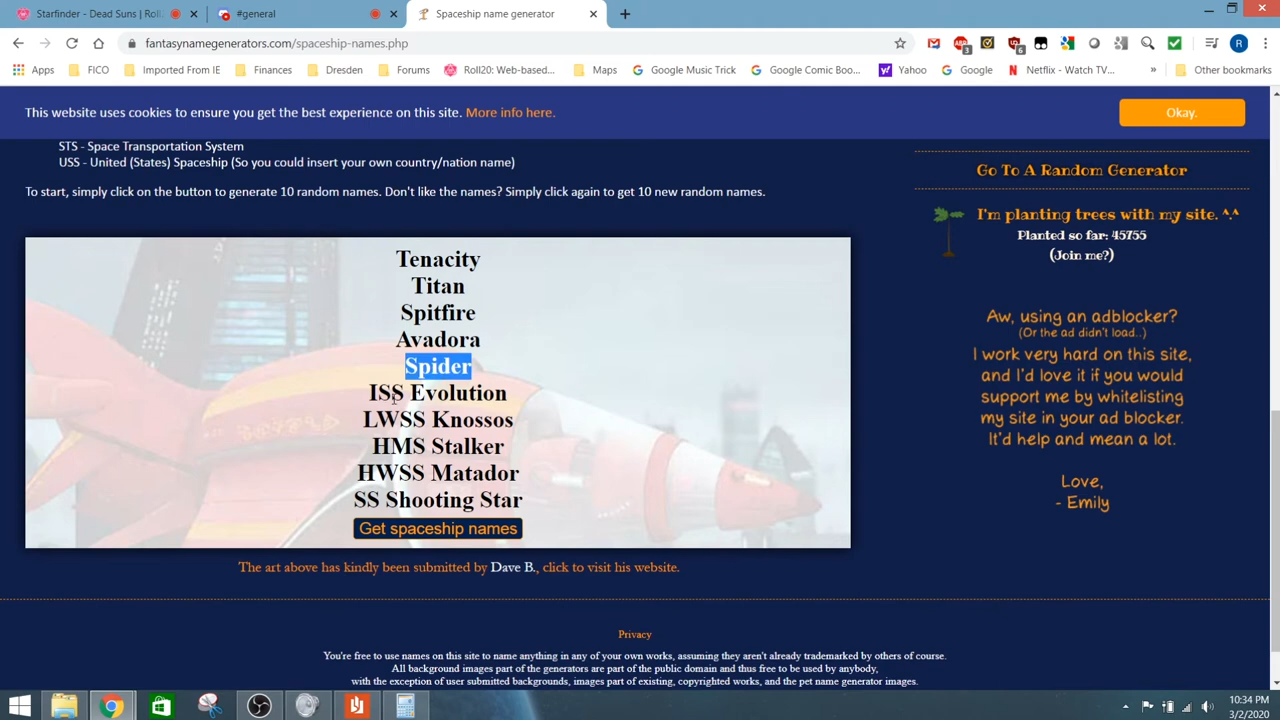 Starfinder - Dead Suns | Roll
#general
Spaceship name generator
fantasynamegenerators.com/spaceship-names.php
3
6
R
Apps
FICO
Imported From IE
Finances
Dresden
Forums
Roll20: Web-based...
Maps
Google Music Trick
Google Comic Boo...
Yahoo
Google
Netflix - Watch TV...
»
Other bookmarks
This website uses cookies to ensure you get the best experience on this site. More info here.
Okay.
STS - Space Transportation System
USS - United (States) Spaceship (So you could insert your own country/nation name)
To start, simply click on the button to generate 10 random names. Don't like the names? Simply click again to get 10 new random names.
Tenacity
Titan
Spitfire
Avadora
Spider
ISS Evolution
LWSS Knossos
HMS Stalker
HWSS Matador
SS Shooting Star
Get spaceship names
The art above has kindly been submitted by Dave B., click to visit his website.
Go To A Random Generator
I'm planting trees with my site. ^.^
Planted so far: 45755
(Join me?)
Aw, using an adblocker?
(Or the ad didn't load..)
I work very hard on this site,
and I'd love it if you would
support me by whitelisting
my site in your ad blocker.
It'd help and mean a lot.
Love,
- Emily
Privacy
You're free to use names on this site to name anything in any of your own works, assuming they aren't already trademarked by others of course.
All background images part of the generators are part of the public domain and thus free to be used by anybody,
with the exception of user submitted backgrounds, images part of existing, copyrighted works, and the pet name generator images.
10:34 PM
3/2/2020